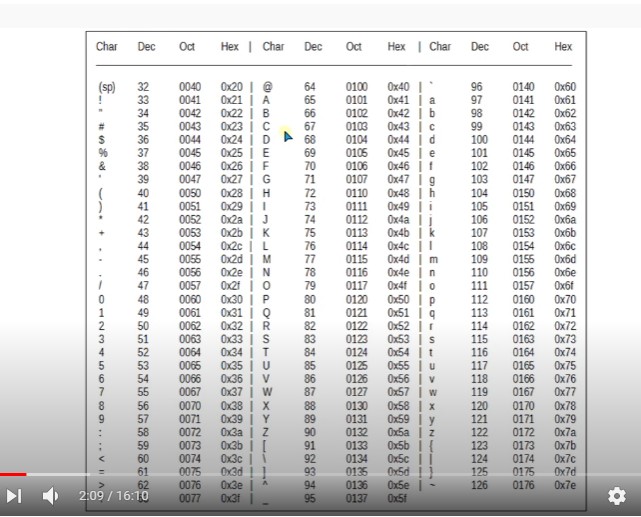 Char Dec Oct Hex | Char Dec Oct Hex | Char Dec Oct Hex
(sp) 32 0040 0x20 | @ 64 0100 0x40 | ` 96 0140 0x60
! 33 0041 0x21 | A 65 0101 0x41 | a 97 0141 0x61
" 34 0042 0x22 | B 66 0102 0x42 | b 98 0142 0x62
# 35 0043 0x23 | C 67 0103 0x43 | c 99 0143 0x63
$ 36 0044 0x24 | D 68 0104 0x44 | d 100 0144 0x64
% 37 0045 0x25 | E 69 0105 0x45 | e 101 0145 0x65
& 38 0046 0x26 | F 70 0106 0x46 | f 102 0146 0x66
' 39 0047 0x27 | G 71 0107 0x47 | g 103 0147 0x67
( 40 0050 0x28 | H 72 0110 0x48 | h 104 0150 0x68
) 41 0051 0x29 | I 73 0111 0x49 | i 105 0151 0x69
* 42 0052 0x2a | J 74 0112 0x4a | j 106 0152 0x6a
+ 43 0053 0x2b | K 75 0113 0x4b | k 107 0153 0x6b
, 44 0054 0x2c | L 76 0114 0x4c | l 108 0154 0x6c
- 45 0055 0x2d | M 77 0115 0x4d | m 109 0155 0x6d
. 46 0056 0x2e | N 78 0116 0x4e | n 110 0156 0x6e
/ 47 0057 0x2f | O 79 0117 0x4f | o 111 0157 0x6f
0 48 0060 0x30 | P 80 0120 0x50 | p 112 0160 0x70
1 49 0061 0x31 | Q 81 0121 0x51 | q 113 0161 0x71
2 50 0062 0x32 | R 82 0122 0x52 | r 114 0162 0x72
3 51 0063 0x33 | S 83 0123 0x53 | s 115 0163 0x73
4 52 0064 0x34 | T 84 0124 0x54 | t 116 0164 0x74
5 53 0065 0x35 | U 85 0125 0x55 | u 117 0165 0x75
6 54 0066 0x36 | V 86 0126 0x56 | v 118 0166 0x76
7 55 0067 0x37 | W 87 0127 0x57 | w 119 0167 0x77
8 56 0070 0x38 | X 88 0130 0x58 | x 120 0170 0x78
9 57 0071 0x39 | Y 89 0131 0x59 | y 121 0171 0x79
: 58 0072 0x3a | Z 90 0132 0x5a | z 122 0172 0x7a
; 59 0073 0x3b | [ 91 0133 0x5b | { 123 0173 0x7b
< 60 0074 0x3c | \ 92 0134 0x5c | | 124 0174 0x7c
= 61 0075 0x3d | ] 93 0135 0x5d | } 125 0175 0x7d
> 62 0076 0x3e | ^ 94 0136 0x5e | ~ 126 0176 0x7e
0077 0x3f | _ 95 0137 0x5f
2:09 / 16:10